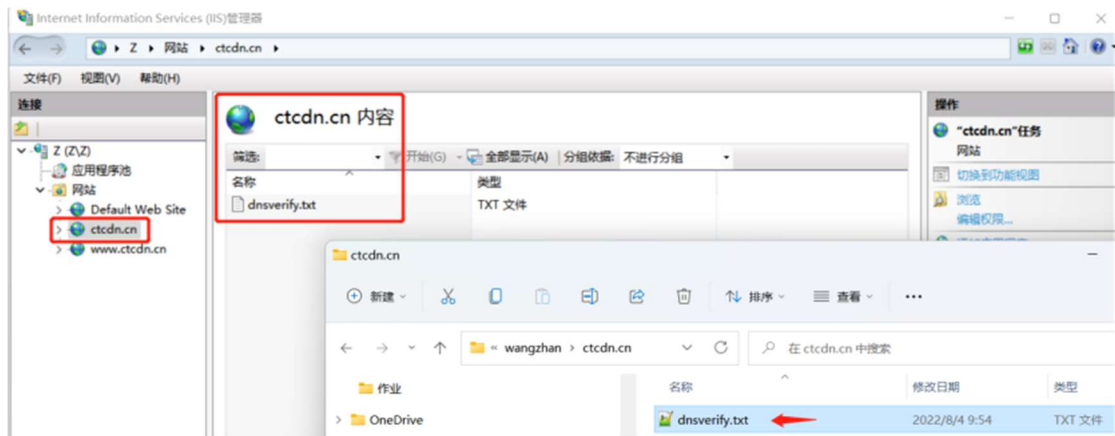 Internet Information Services (IIS)管理器
Z 网站 ctcdn.cn
文件(F) 视图(V) 帮助(H)
连接
Z (Z\Z)
应用程序池
网站
Default Web Site
ctcdn.cn
www.ctcdn.cn
ctcdn.cn 内容
筛选: 开始(G) 全部显示(A) 分组依据: 不进行分组
名称 类型
dnsverify.txt TXT 文件
操作
"ctcdn.cn"任务
网站
切换到功能视图
浏览
编辑权限...
ctcdn.cn
新建 排序 查看 ...
« wangzhan › ctcdn.cn 在 ctcdn.cn 中搜索
作业
OneDrive
名称 修改日期 类型
dnsverify.txt 2022/8/4 9:54 TXT 文件